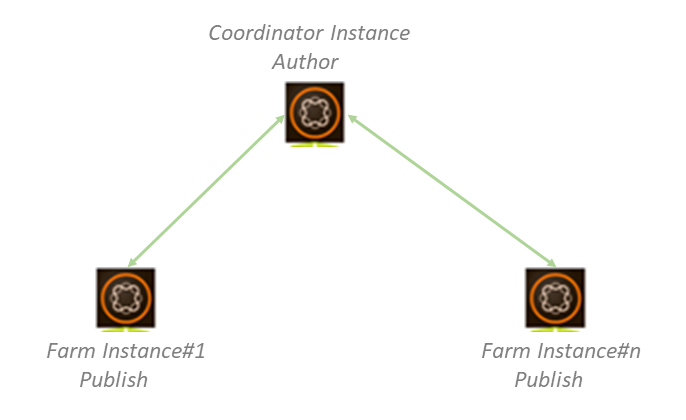 Coordinator Instance
Author
Farm Instance#1
Publish
Farm Instance#n
Publish